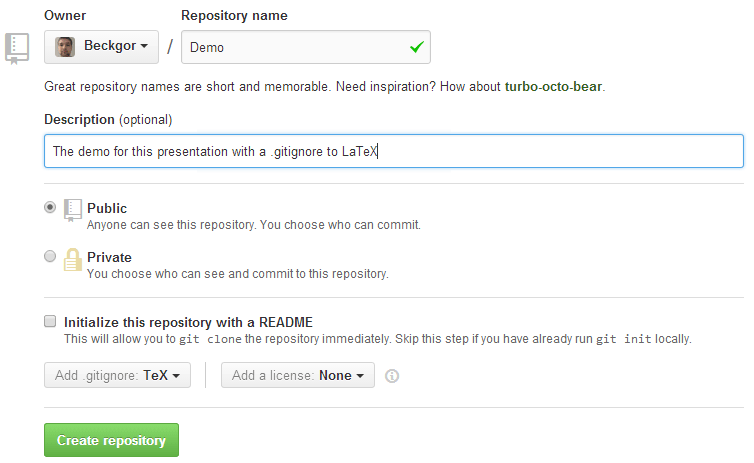 Owner Repository name
Beckgor / Demo
Great repository names are short and memorable. Need inspiration? How about turbo-octo-bear.
Description (optional)
The demo for this presentation with a .gitignore to LaTeX
Public
Anyone can see this repository. You choose who can commit.
Private
You choose who can see and commit to this repository.
Initialize this repository with a README
This will allow you to git clone the repository immediately. Skip this step if you have already run git init locally.
Add .gitignore: TeX Add a license: None
Create repository